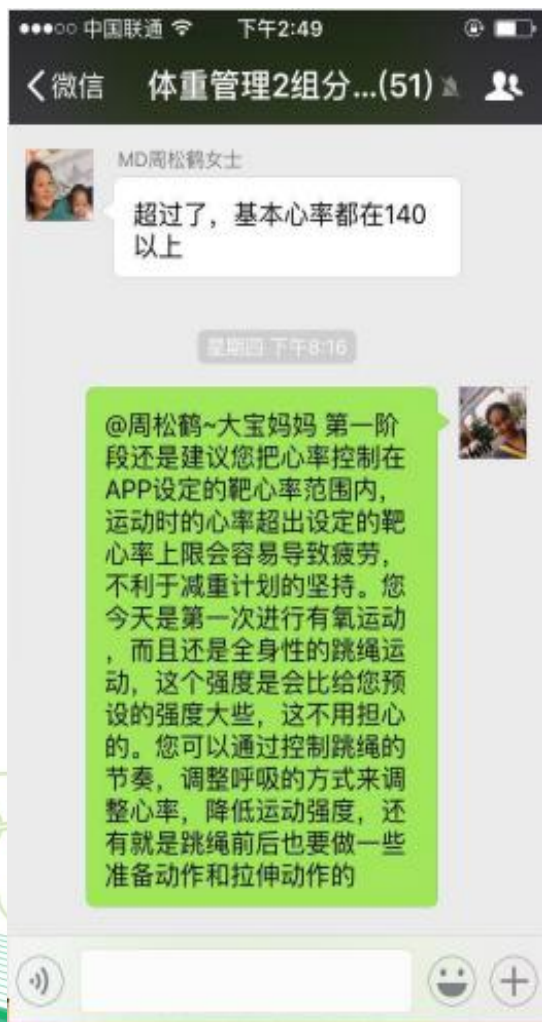 中国联通 下午2:49
微信 体重管理2组分...(51)
MD周松鹤女士
超过了，基本心率都在140
以上
星期四 下午8:16
@周松鹤~大宝妈妈 第一阶
段还是建议您把心率控制在
APP设定的靶心率范围内，
运动时的心率超出设定的靶
心率上限会容易导致疲劳，
不利于减重计划的坚持。您
今天是第一次进行有氧运动
，而且还是全身性的跳绳运
动，这个强度是会比给您预
设的强度大些，这不用担心
的。您可以通过控制跳绳的
节奏，调整呼吸的方式来调
整心率，降低运动强度，还
有就是跳绳前后也要做一些
准备动作和拉伸动作的